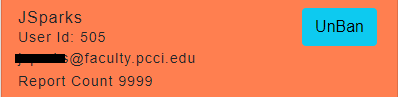 JSparks
UnBan
User Id: 505
@faculty.pcci.edu
Report Count 9999